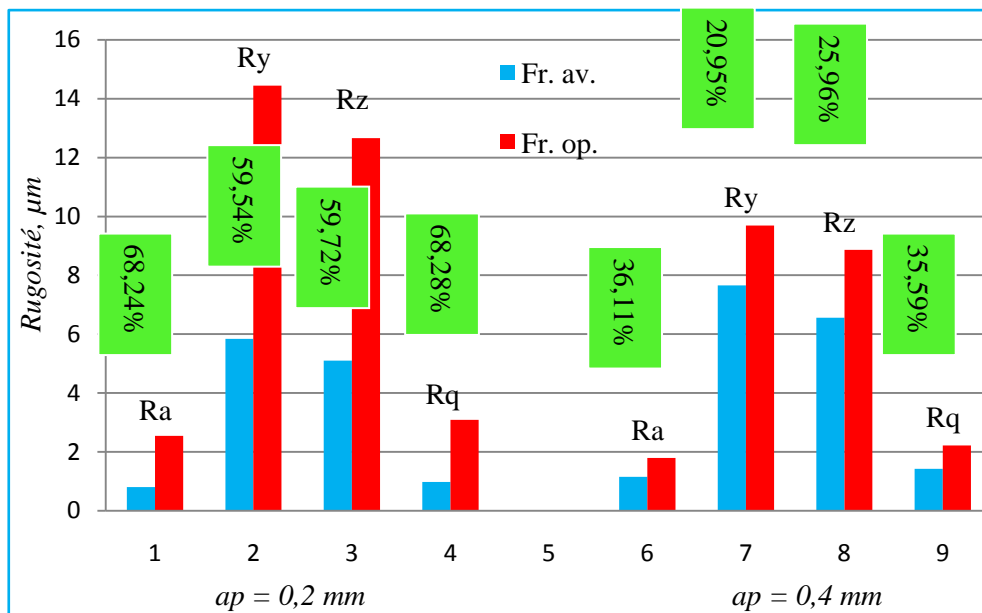 Rugosité, µm
16
14
12
10
8
6
4
2
0
Fr. av.
Fr. op.
Ra
Ry
Rz
Rq
Ra
Ry
Rz
Rq
68,24%
59,54%
59,72%
68,28%
36,11%
20,95%
25,96%
35,59%
1 2 3 4 5 6 7 8 9
ap = 0,2 mm ap = 0,4 mm